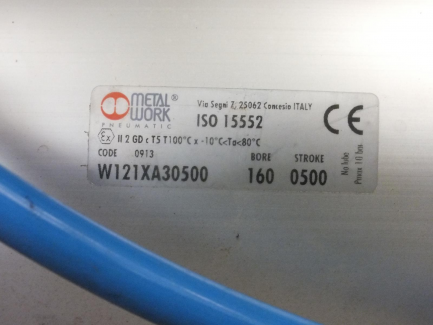 METAL® WORK
PNEUMATIC
Via Segni 7, 25062 Concesio ITALY
ISO 15552
CE
Ex II 2 GD c T5 T100°C x -10°C<Ta<80°C
CODE 0913
BORE
STROKE
W121XA30500
160
0500
No lube
Pmax 10 bar